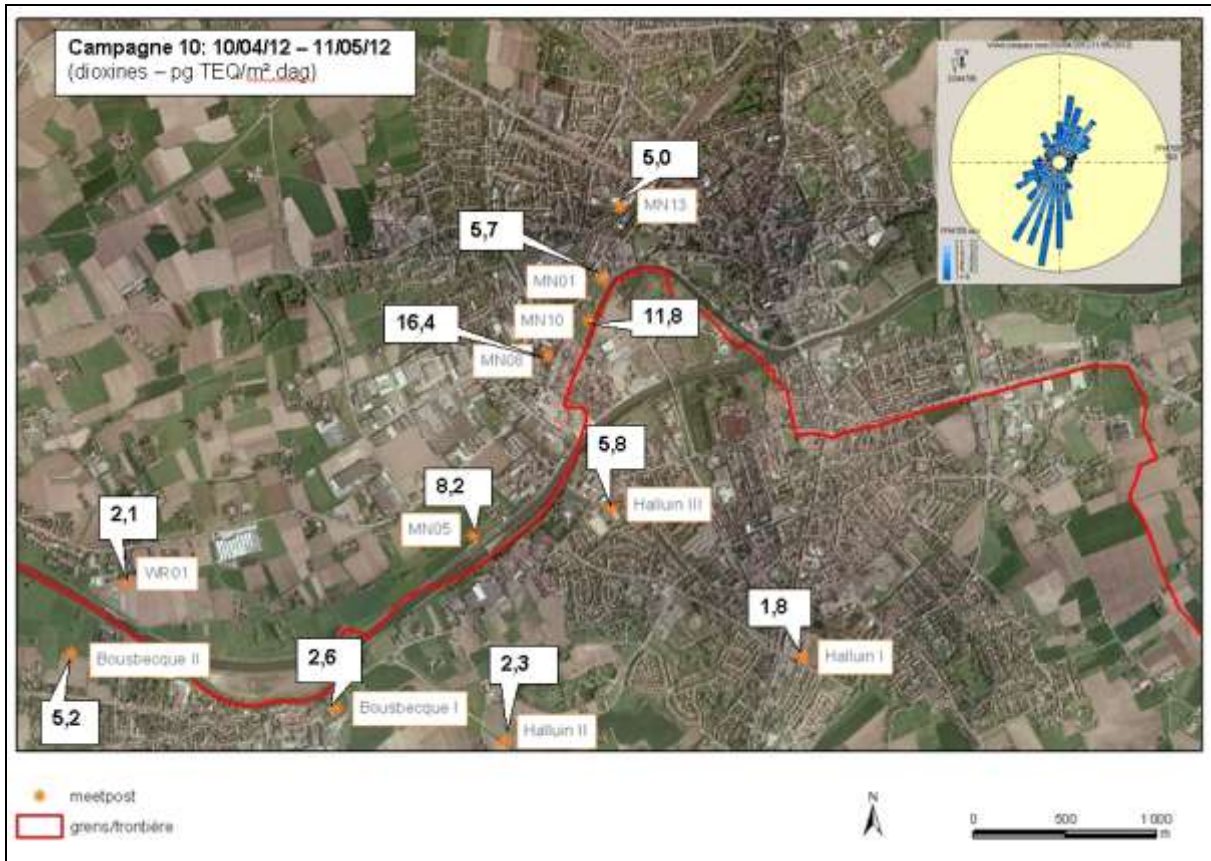 Campagne 10: 10/04/12 – 11/05/12
(dioxines – pg TEQ/m².dag)
5,0
MN13
5,7
MN01
16,4
MN10
11,8
MN08
5,8
8,2
Halluin III
MN05
2,1
WR01
1,8
2,6
2,3
Bousbecque II
Halluin I
5,2
Bousbecque I
Halluin II
meetpost
grens/frontière
N
0 500 1 000
m